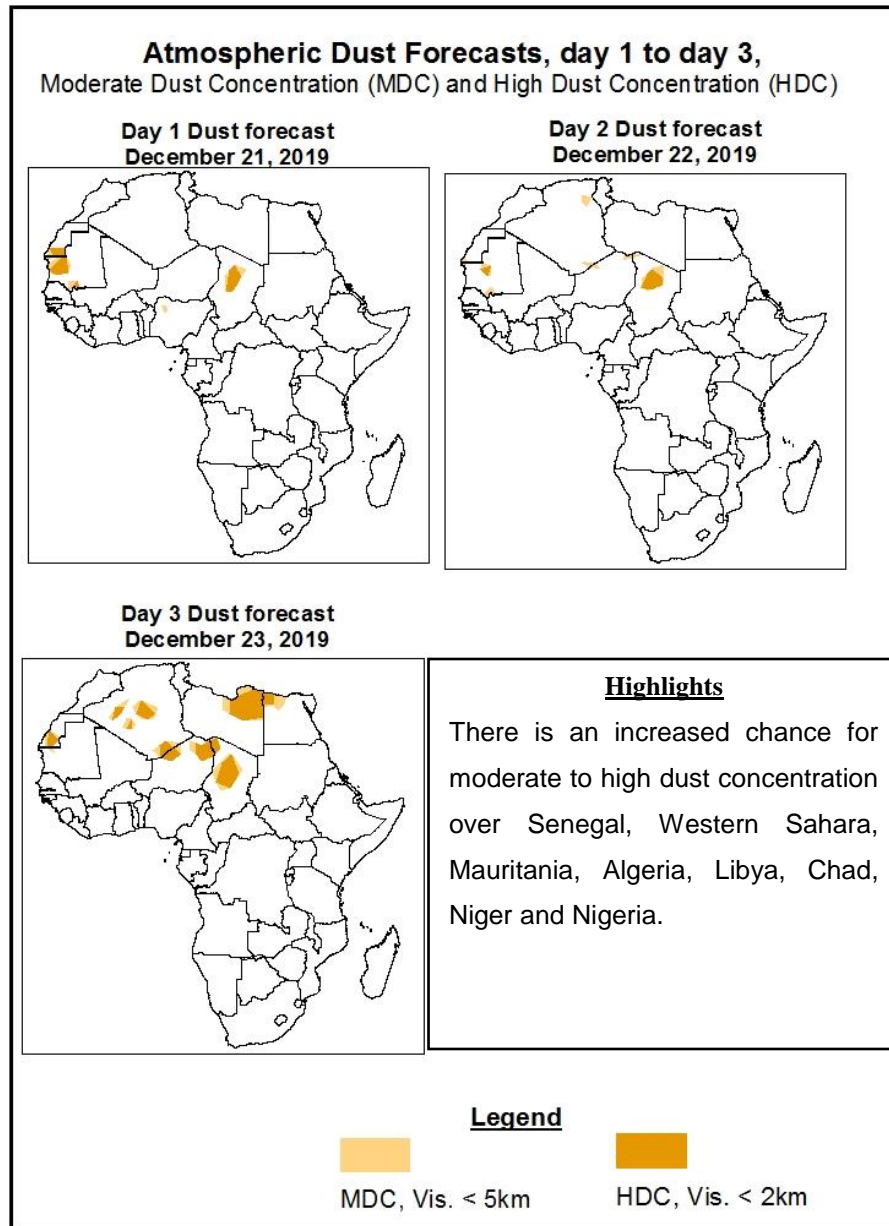 Atmospheric Dust Forecasts, day 1 to day 3,
Moderate Dust Concentration (MDC) and High Dust Concentration (HDC)
Day 1 Dust forecast
December 21, 2019
Day 2 Dust forecast
December 22, 2019
Day 3 Dust forecast
December 23, 2019
Highlights
There is an increased chance for
moderate to high dust concentration
over Senegal, Western Sahara,
Mauritania, Algeria, Libya, Chad,
Niger and Nigeria.
Legend
MDC, Vis. < 5km
HDC, Vis. < 2km